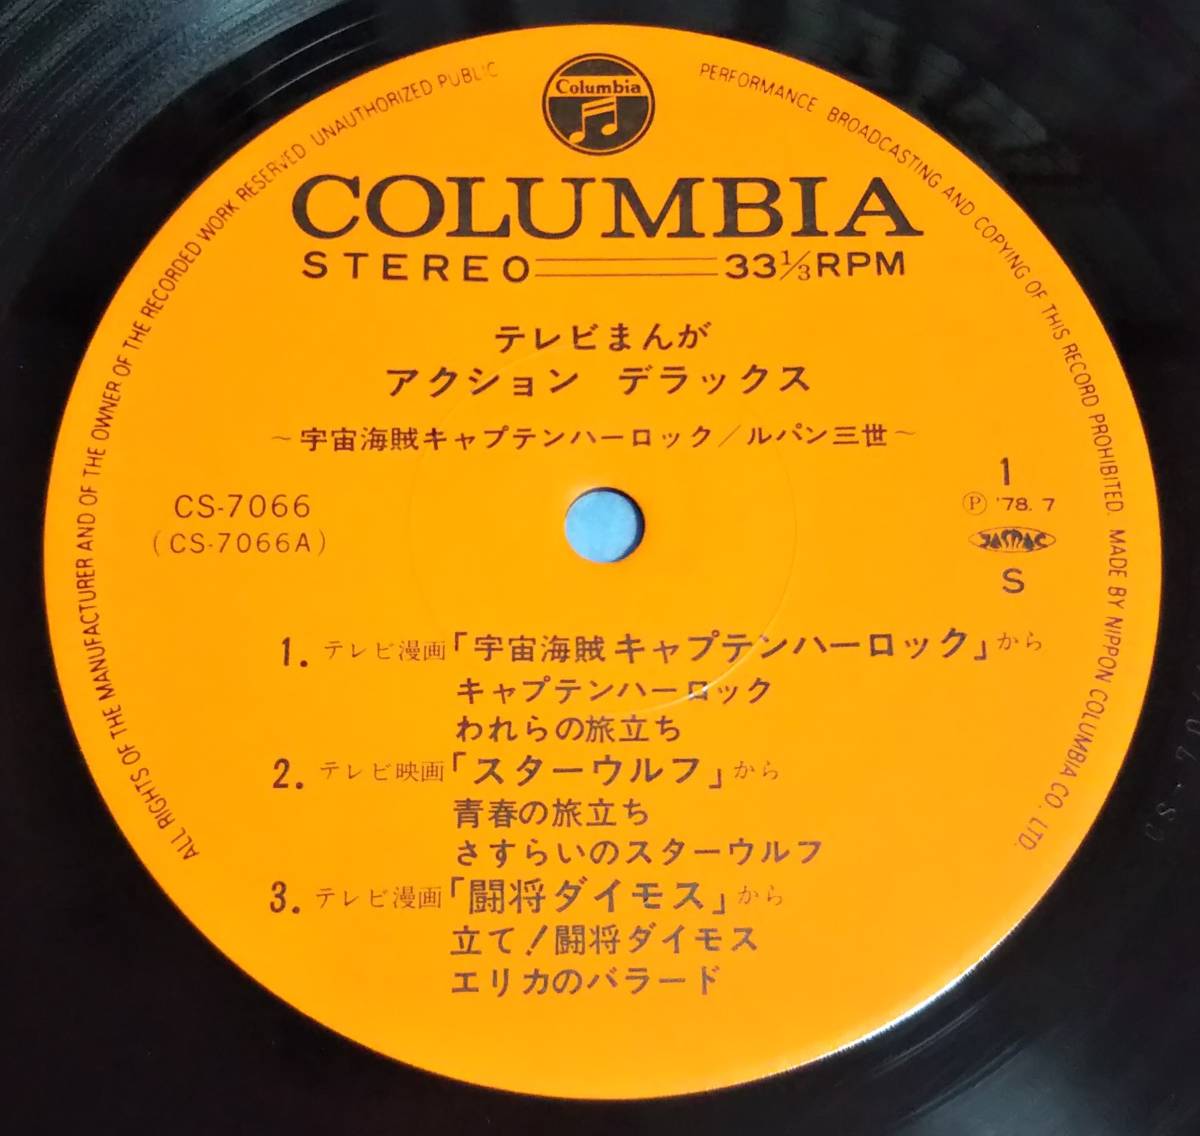 Columbia
COLUMBIA
STEREO 33⅓RPM
テレビまんが
アクション デラックス
～宇宙海賊キャプテンハーロック／ルパン三世～
CS-7066
(CS-7066A)
1
Ⓟ '78. 7
JASRAC
S
1. テレビ漫画「宇宙海賊キャプテンハーロック」から
キャプテンハーロック
われらの旅立ち
2. テレビ映画「スターウルフ」から
青春の旅立ち
さすらいのスターウルフ
3. テレビ漫画「闘将ダイモス」から
立て！闘将ダイモス
エリカのバラード
ALL RIGHTS OF THE MANUFACTURER AND OF THE OWNER OF THE RECORDED WORK RESERVED UNAUTHORIZED PUBLIC PERFORMANCE BROADCASTING AND COPYING OF THIS RECORD PROHIBITED. MADE BY NIPPON COLUMBIA CO., LTD.